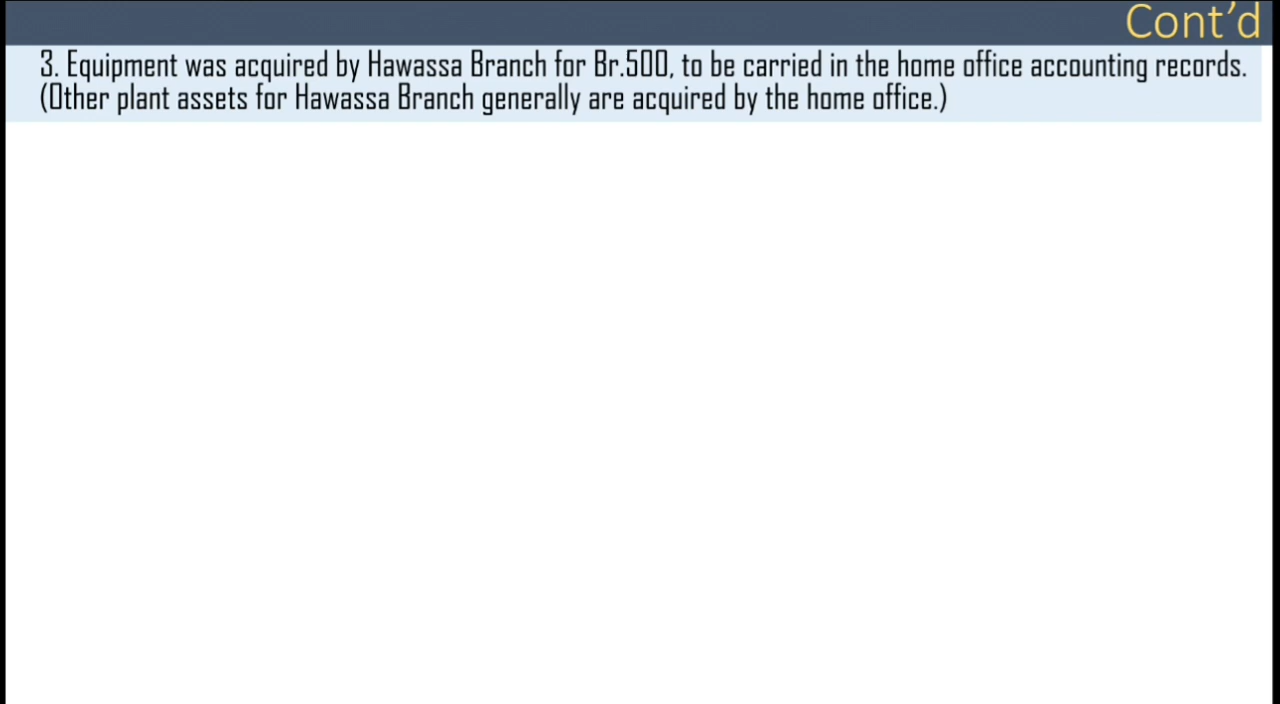 Cont’d
3. Equipment was acquired by Hawassa Branch for Br.500, to be carried in the home office accounting records.
(Other plant assets for Hawassa Branch generally are acquired by the home office.)